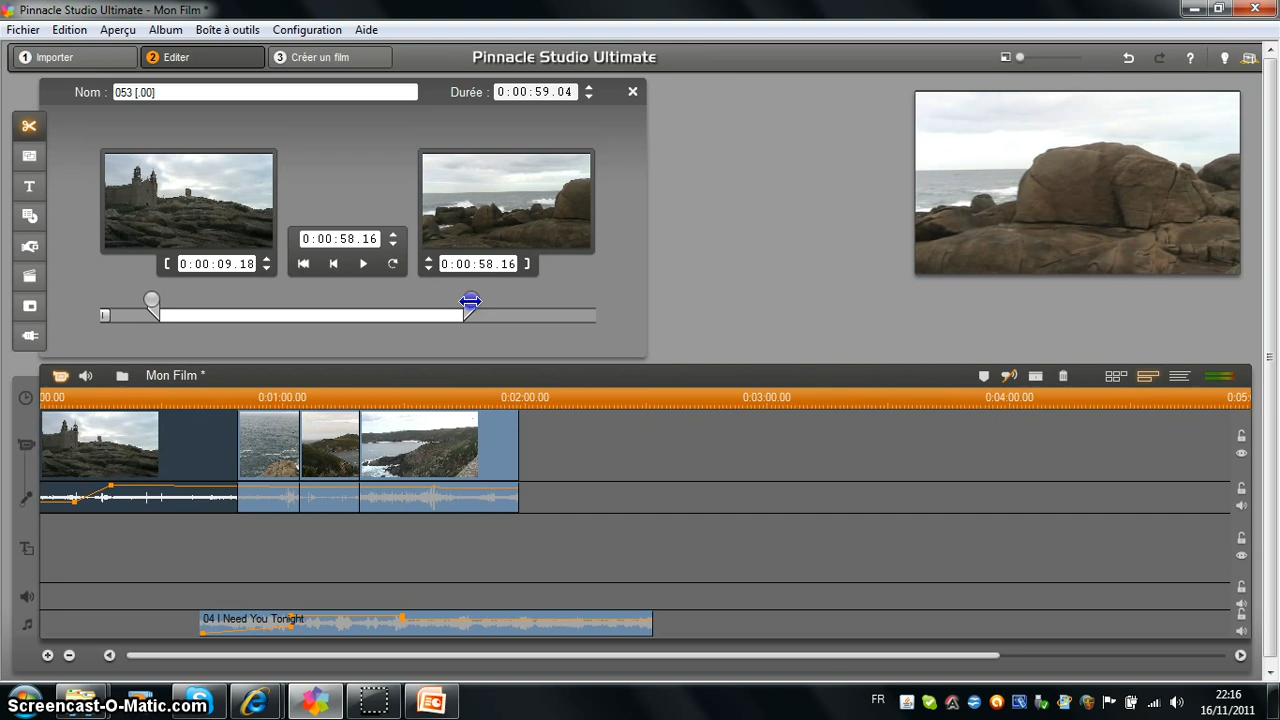 Pinnacle Studio Ultimate - Mon Film *
Fichier Edition Aperçu Album Boîte à outils Configuration Aide
1 Importer 2 Editer 3 Créer un film Pinnacle Studio Ultimate ?
Nom : 053 [.00] Durée : 0:00:59.04
T
0:00:58.16
[ 0:00:09.18 0:00:58.16 ]
Mon Film *
00.00 0:01:00.00 0:02:00.00 0:03:00.00 0:04:00.00 0:05:
04 I Need You Tonight
Screencast-O-Matic.com
FR
22:16
16/11/2011